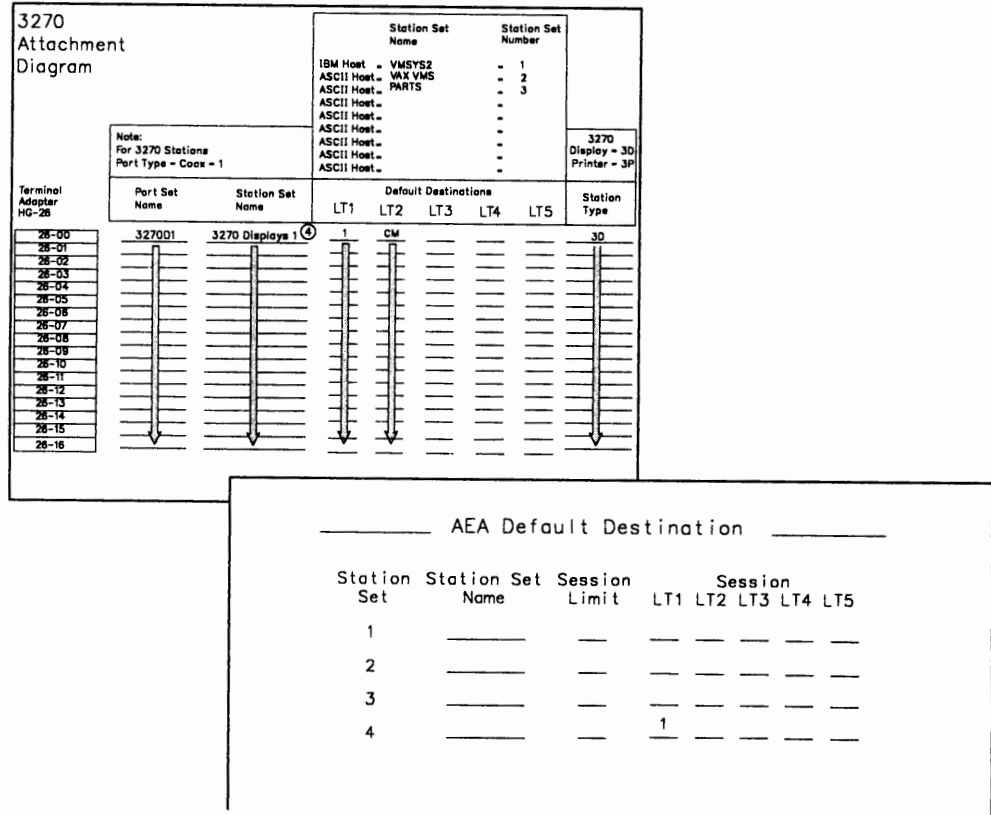 3270
Attachment
Diagram
Station Set Name Station Set Number
IBM Host = VMSYS2 = 1
ASCII Host = VAX VMS = 2
ASCII Host = PARTS = 3
ASCII Host = =
ASCII Host = =
ASCII Host = =
ASCII Host = =
ASCII Host = =
ASCII Host = =
Note:
For 3270 Stations
Port Type - Coax - 1
3270
Display - 3D
Printer - 3P
Terminal Adapter HG-26
Port Set Name
Station Set Name
Default Destinations
LT1 LT2 LT3 LT4 LT5
Station Type
26-00 327001 3270 Displays 1 4 1 CM 3D
26-01
26-02
26-03
26-04
26-05
26-06
26-07
26-08
26-09
26-10
26-11
26-12
26-13
26-14
26-15
26-16
AEA Default Destination
Station Set Station Set Name Session Limit Session
LT1 LT2 LT3 LT4 LT5
1
2
3
4 1